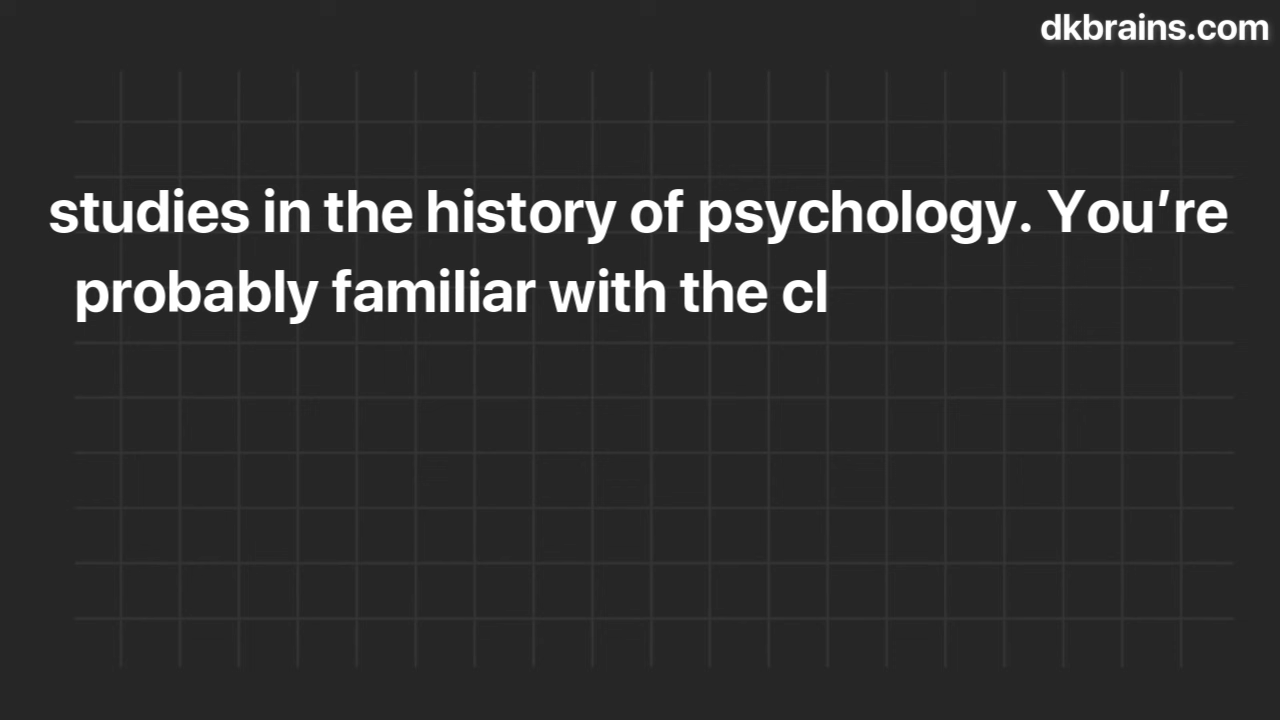 dkbrains.com
studies in the history of psychology. You’re
probably familiar with the cl